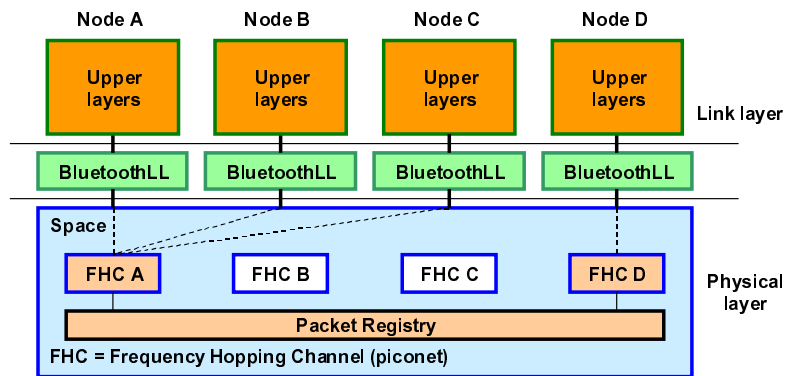 Node A Node B Node C Node D
Upper layers Upper layers Upper layers Upper layers
Link layer
BluetoothLL BluetoothLL BluetoothLL BluetoothLL
Space
FHC A FHC B FHC C FHC D
Physical layer
Packet Registry
FHC = Frequency Hopping Channel (piconet)